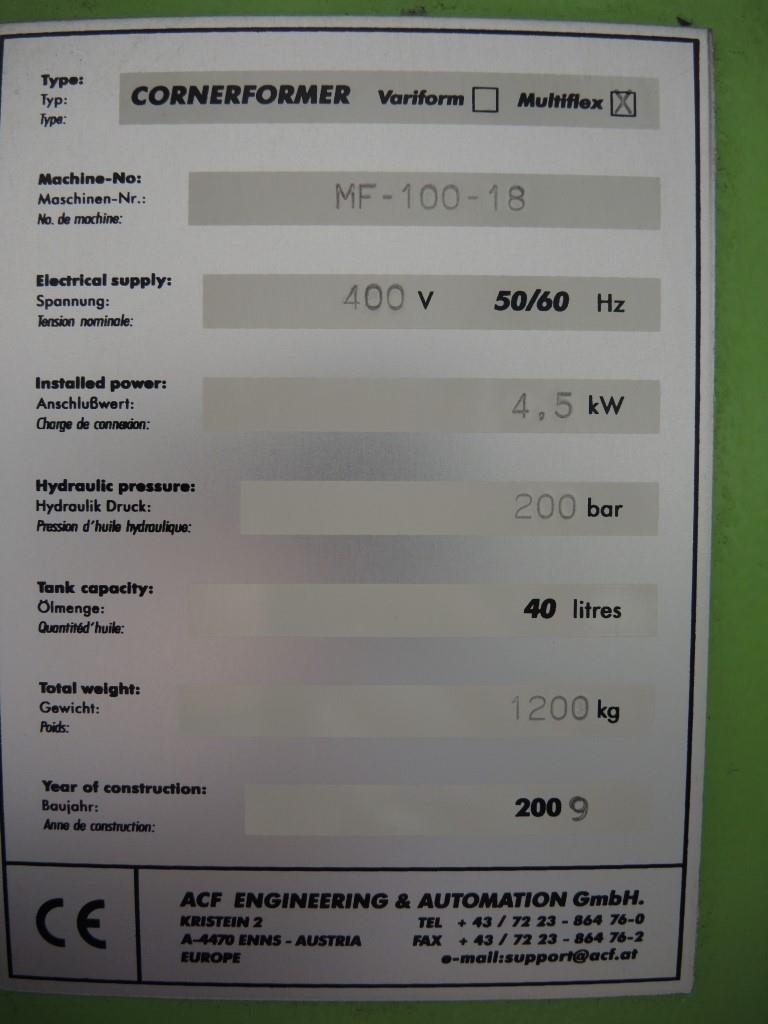 Type:
Typ:
Type:
CORNERFORMER Variform ☐ Multiflex ☒
Machine-No:
Maschinen-Nr.:
No. de machine:
MF-100-18
Electrical supply:
Spannung:
Tension nominale:
400 V 50/60 Hz
Installed power:
Anschlußwert:
Charge de connexion:
4,5 kW
Hydraulic pressure:
Hydraulik Druck:
Pression d'huile hydraulique:
200 bar
Tank capacity:
Ölmenge:
Quantitéd'huile:
40 litres
Total weight:
Gewicht:
Poids:
1200 kg
Year of construction:
Baujahr:
Anne de construction:
2009
CE
ACF ENGINEERING & AUTOMATION GmbH.
KRISTEIN 2 TEL + 43 / 72 23 - 864 76-0
A-4470 ENNS - AUSTRIA FAX + 43 / 72 23 - 864 76-2
EUROPE e-mail:support@acf.at